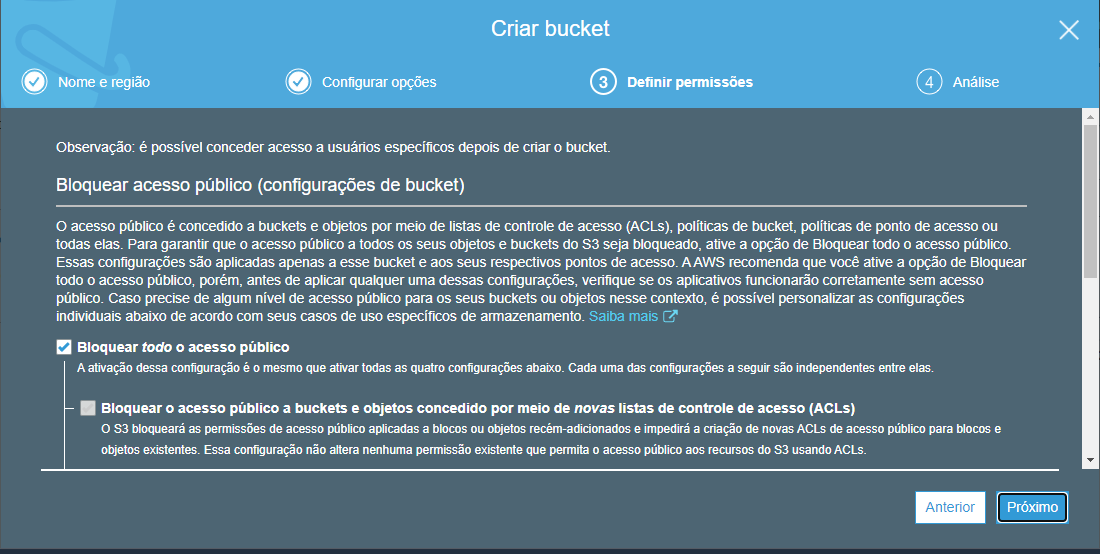 Criar bucket
Nome e região
Configurar opções
3 Definir permissões
4 Análise
Observação: é possível conceder acesso a usuários específicos depois de criar o bucket.
Bloquear acesso público (configurações de bucket)
O acesso público é concedido a buckets e objetos por meio de listas de controle de acesso (ACLs), políticas de bucket, políticas de ponto de acesso ou
todas elas. Para garantir que o acesso público a todos os seus objetos e buckets do S3 seja bloqueado, ative a opção de Bloquear todo o acesso público.
Essas configurações são aplicadas apenas a esse bucket e aos seus respectivos pontos de acesso. A AWS recomenda que você ative a opção de Bloquear
todo o acesso público, porém, antes de aplicar qualquer uma dessas configurações, verifique se os aplicativos funcionarão corretamente sem acesso
público. Caso precise de algum nível de acesso público para os seus buckets ou objetos nesse contexto, é possível personalizar as configurações
individuais abaixo de acordo com seus casos de uso específicos de armazenamento. Saiba mais
Bloquear todo o acesso público
A ativação dessa configuração é o mesmo que ativar todas as quatro configurações abaixo. Cada uma das configurações a seguir são independentes entre elas.
Bloquear o acesso público a buckets e objetos concedido por meio de novas listas de controle de acesso (ACLs)
O S3 bloqueará as permissões de acesso público aplicadas a blocos ou objetos recém-adicionados e impedirá a criação de novas ACLs de acesso público para blocos e
objetos existentes. Essa configuração não altera nenhuma permissão existente que permita o acesso público aos recursos do S3 usando ACLs.
Anterior
Próximo